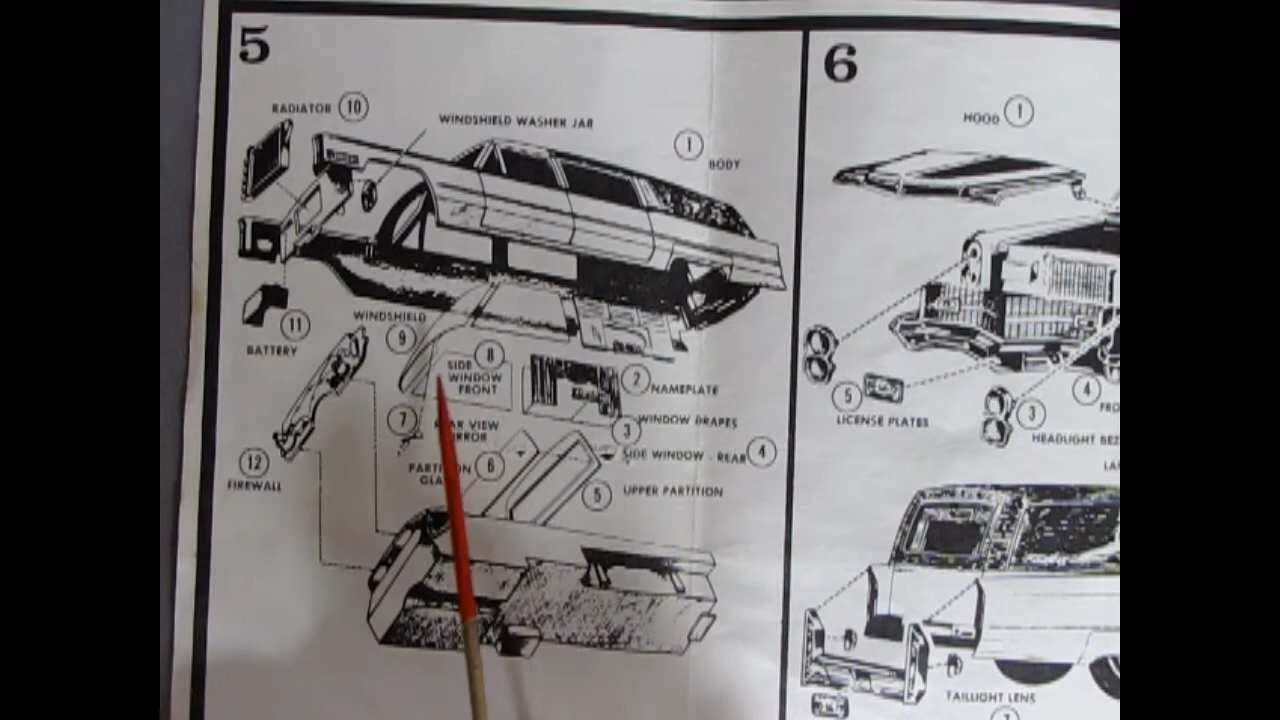 5
RADIATOR 10
WINDSHIELD WASHER JAR
1
BODY
WINDSHIELD
9
11
BATTERY
8
SIDE
WINDOW
FRONT
2 NAMEPLATE
WINDOW DRAPES
3
7
VIEW
SIDE WINDOW - REAR 4
6
5 UPPER PARTITION
12
FIREWALL
6
HOOD 1
5
LICENSE PLATES
4
3
HEADLIGHT
TAILLIGHT LENS